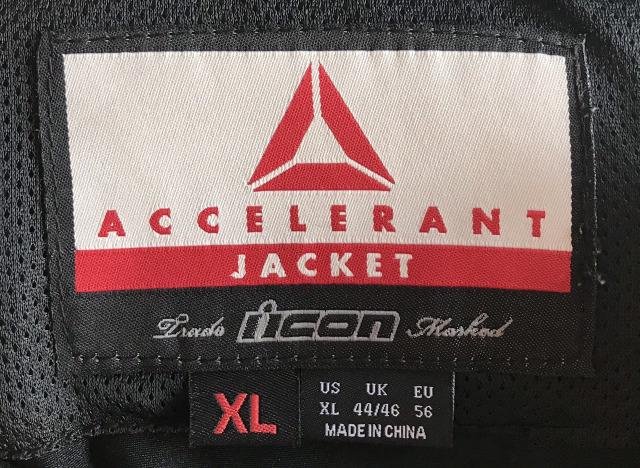 ACCELERANT
JACKET
Trade icon Marked
XL
US UK EU
XL 44/46 56
MADE IN CHINA